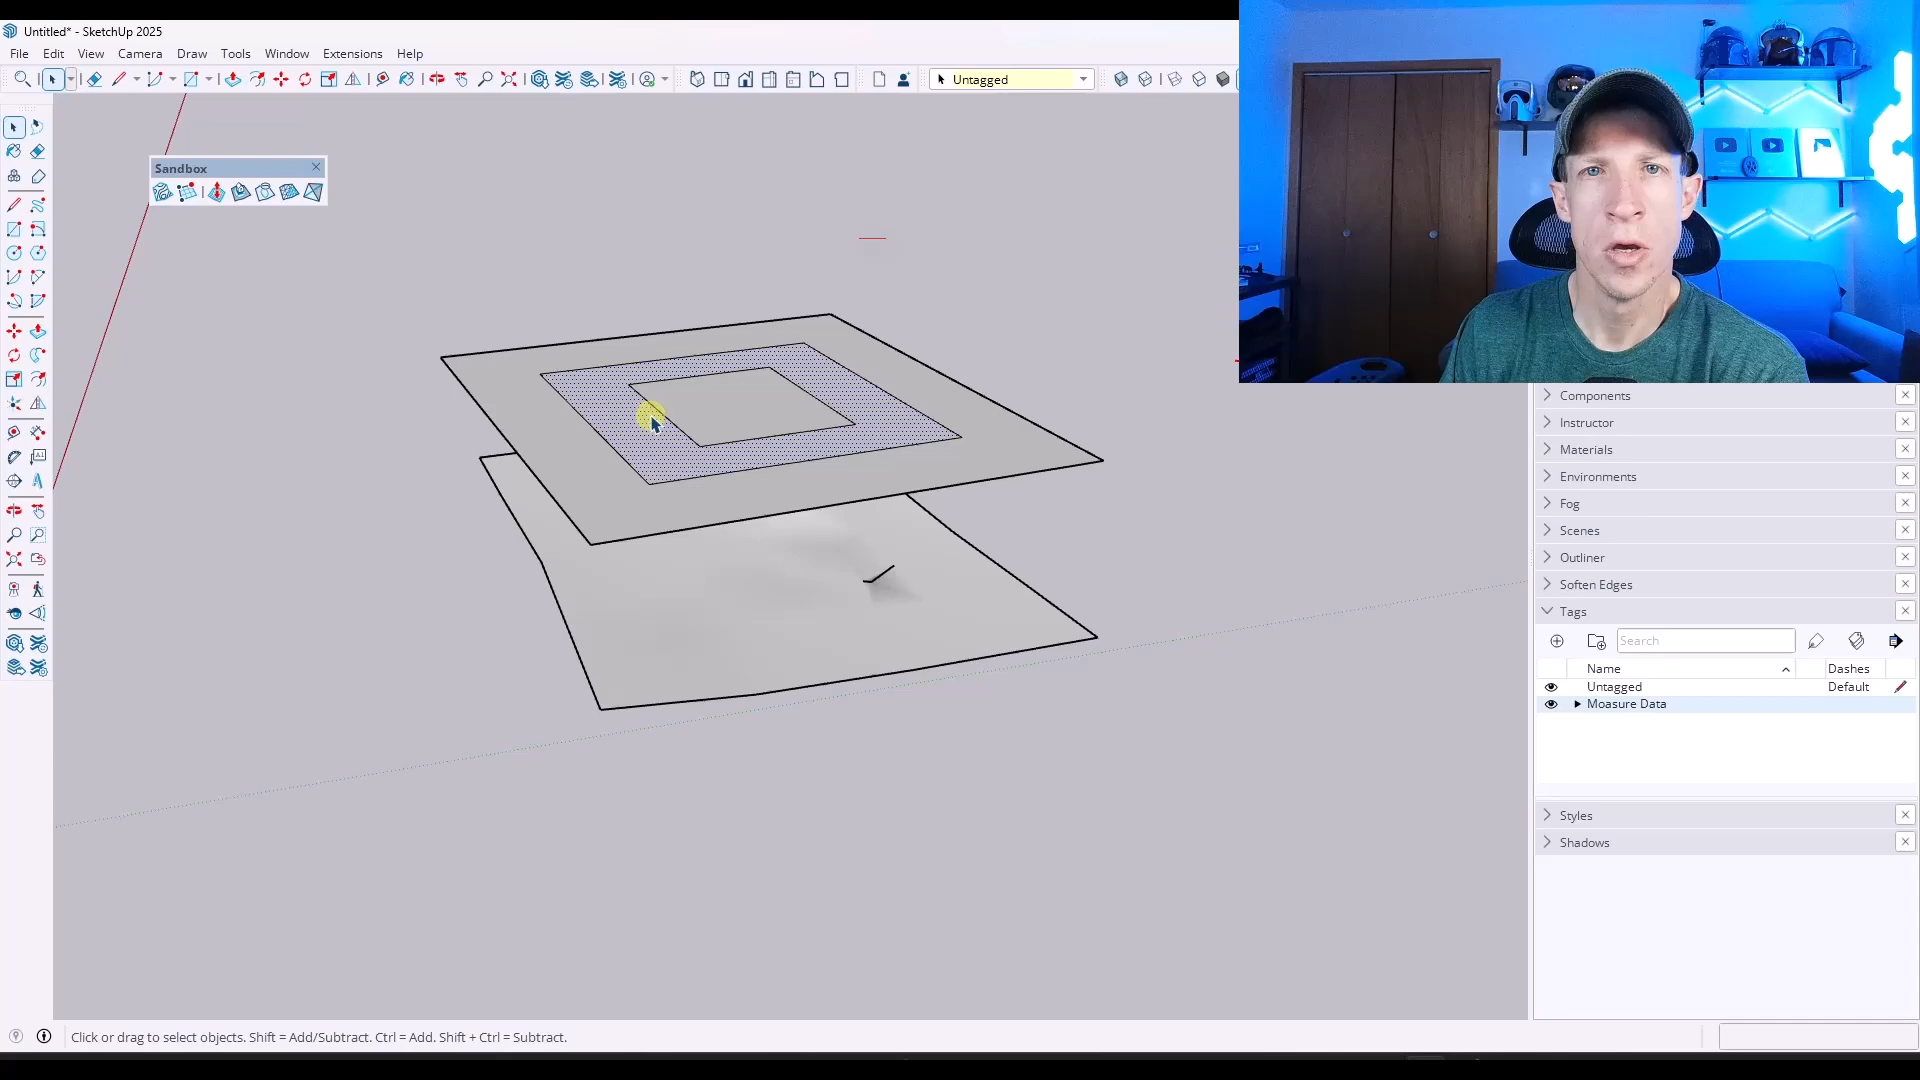 Untitled* - SketchUp 2025
File Edit View Camera Draw Tools Window Extensions Help
Untagged
Sandbox
Components
Instructor
Materials
Environments
Fog
Scenes
Outliner
Soften Edges
Tags
Search
Name Dashes
Untagged Default
Moasure Data
Styles
Shadows
Click or drag to select objects. Shift = Add/Subtract. Ctrl = Add. Shift + Ctrl = Subtract.